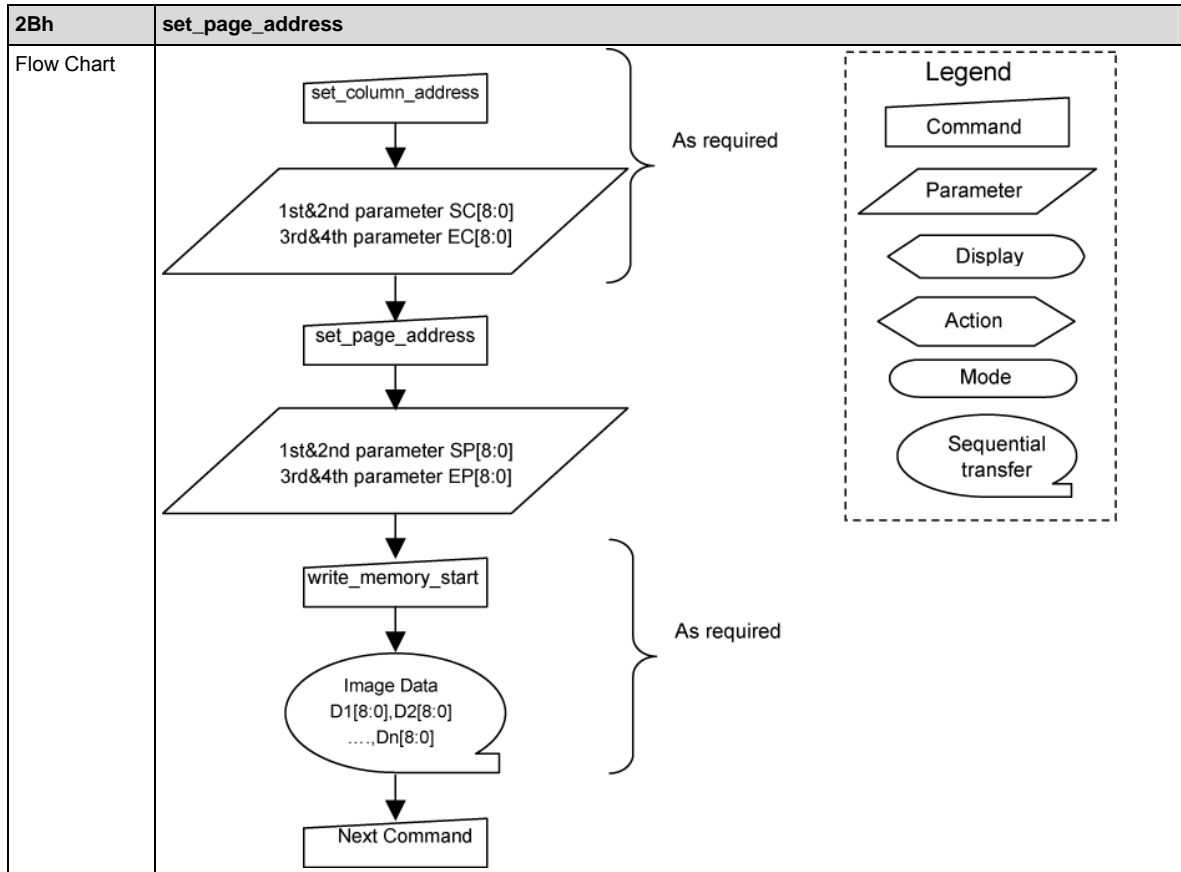 2Bh
set_page_address
Flow Chart
set_column_address
As required
1st&2nd parameter SC[8:0]
3rd&4th parameter EC[8:0]
set_page_address
1st&2nd parameter SP[8:0]
3rd&4th parameter EP[8:0]
write_memory_start
As required
Image Data
D1[8:0],D2[8:0]
....,Dn[8:0]
Next Command
Legend
Command
Parameter
Display
Action
Mode
Sequential
transfer